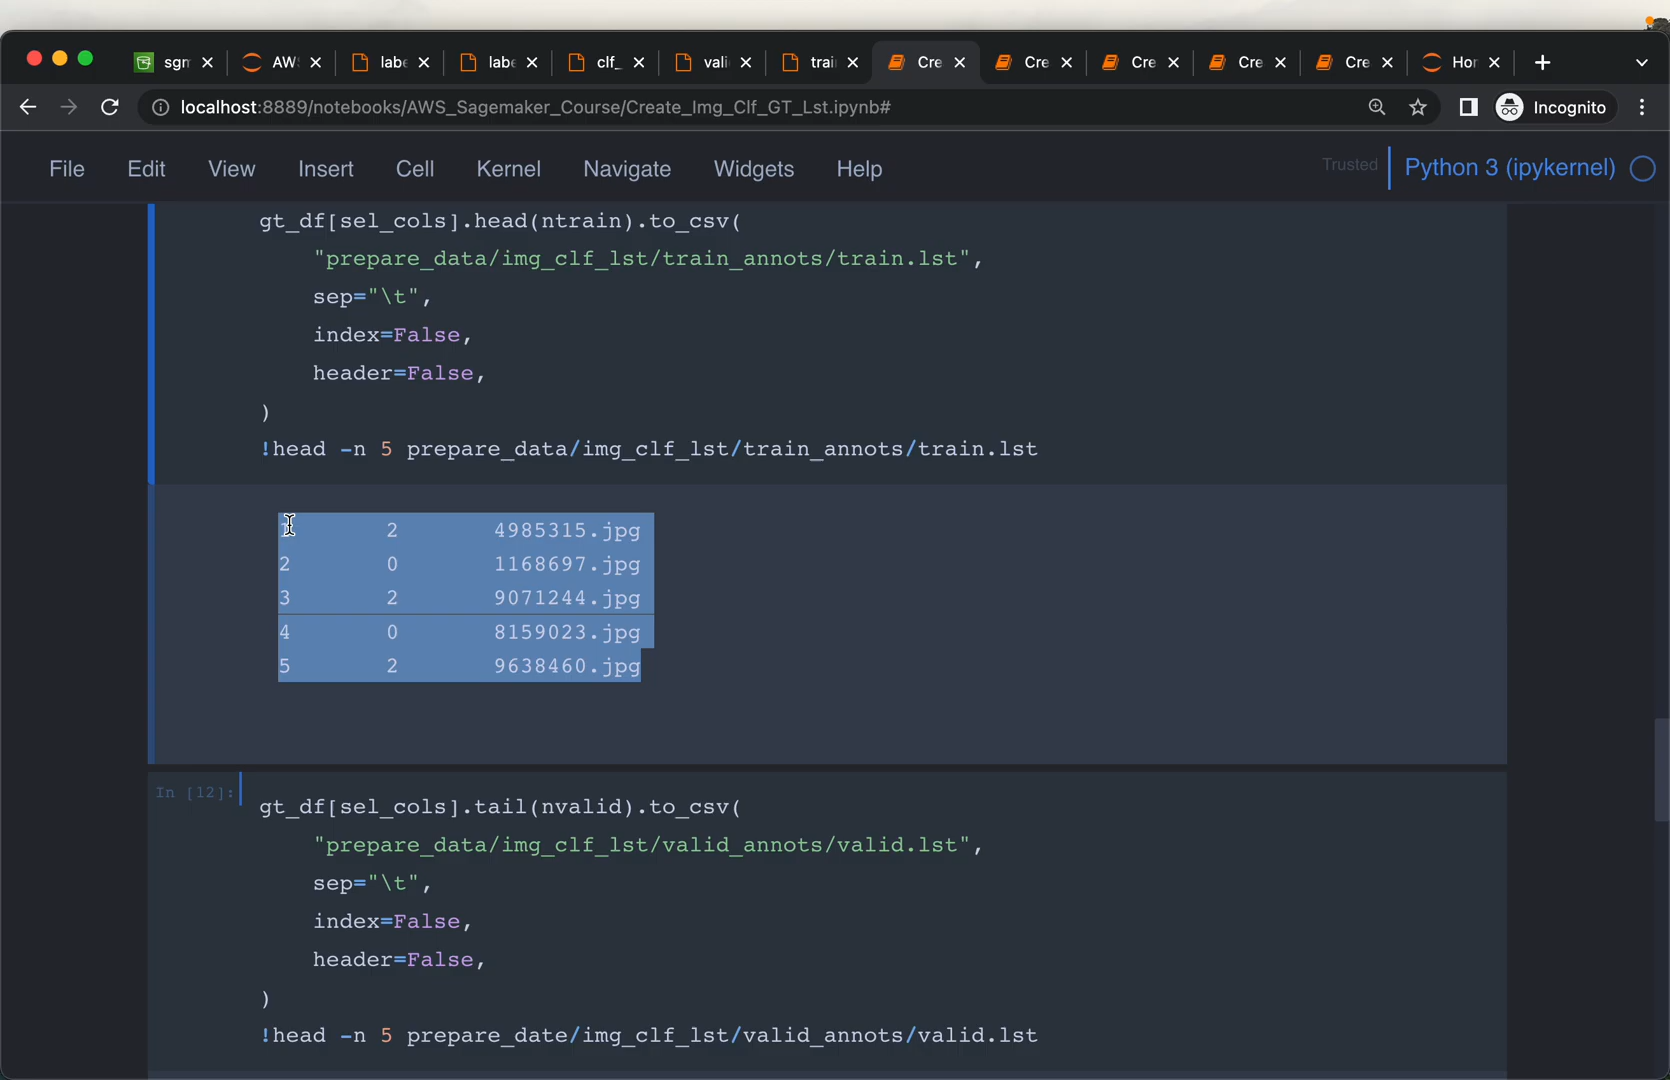 sgm
AWS
labe
labe
clf_
vali
trai
Cre
Cre
Cre
Cre
Cre
Hor
localhost:8889/notebooks/AWS_Sagemaker_Course/Create_Img_Clf_GT_Lst.ipynb#
Incognito
File Edit View Insert Cell Kernel Navigate Widgets Help
Trusted
Python 3 (ipykernel)
gt_df[sel_cols].head(ntrain).to_csv(
"prepare_data/img_clf_lst/train_annots/train.lst",
sep="\t",
index=False,
header=False,
)
!head -n 5 prepare_data/img_clf_lst/train_annots/train.lst
1 2 4985315.jpg
2 0 1168697.jpg
3 2 9071244.jpg
4 0 8159023.jpg
5 2 9638460.jpg
In [12]:
gt_df[sel_cols].tail(nvalid).to_csv(
"prepare_data/img_clf_lst/valid_annots/valid.lst",
sep="\t",
index=False,
header=False,
)
!head -n 5 prepare_date/img_clf_lst/valid_annots/valid.lst